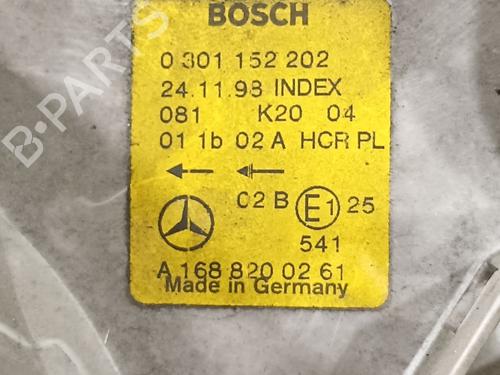 BOSCH
0 301 152 202
24.11.98 INDEX
081 K20 04
01 1b 02 A HCR PL
02 B E1 25
541
A 168 820 02 61
Made in Germany
B-PARTS